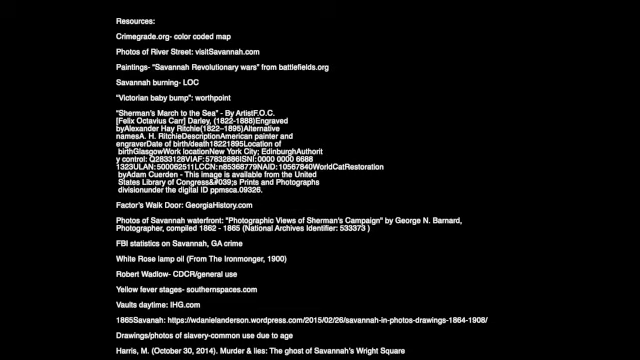 Resources:
Crimegrade.org- color coded map
Photos of River Street: visitSavannah.com
Paintings- "Savannah Revolutionary wars" from battlefields.org
Savannah burning- LOC
"Victorian baby bump": worthpoint
"Sherman's March to the Sea" - By ArtistF.O.C.
[Felix Octavius Carr] Darley, (1822-1888)Engraved
byAlexander Hay Ritchie(1822–1895)Alternative
namesA. H. RitchieDescriptionAmerican painter and
engraverDate of birth/death18221895Location of
birthGlasgowWork locationNew York City; EdinburghAuthorit
y control: Q2833128VIAF:57832886ISNI:0000 0000 6688
1323ULAN:500062511LCCN:n85368779NAID:10567840WorldCatRestoration
byAdam Cuerden - This image is available from the United
States Library of Congress&#039;s Prints and Photographs
divisionunder the digital ID ppmsca.09326.
Factor's Walk Door: GeorgiaHistory.com
Photos of Savannah waterfront: "Photographic Views of Sherman's Campaign" by George N. Barnard,
Photographer, compiled 1862 - 1865 (National Archives Identifier: 533373 )
FBI statistics on Savannah, GA crime
White Rose lamp oil (From The Ironmonger, 1900)
Robert Wadlow- CDCR/general use
Yellow fever stages- southernspaces.com
Vaults daytime: IHG.com
1865Savanah: https://wdanielanderson.wordpress.com/2015/02/26/savannah-in-photos-drawings-1864-1908/
Drawings/photos of slavery-common use due to age
Harris, M. (October 30, 2014). Murder & lies: The ghost of Savannah's Wright Square